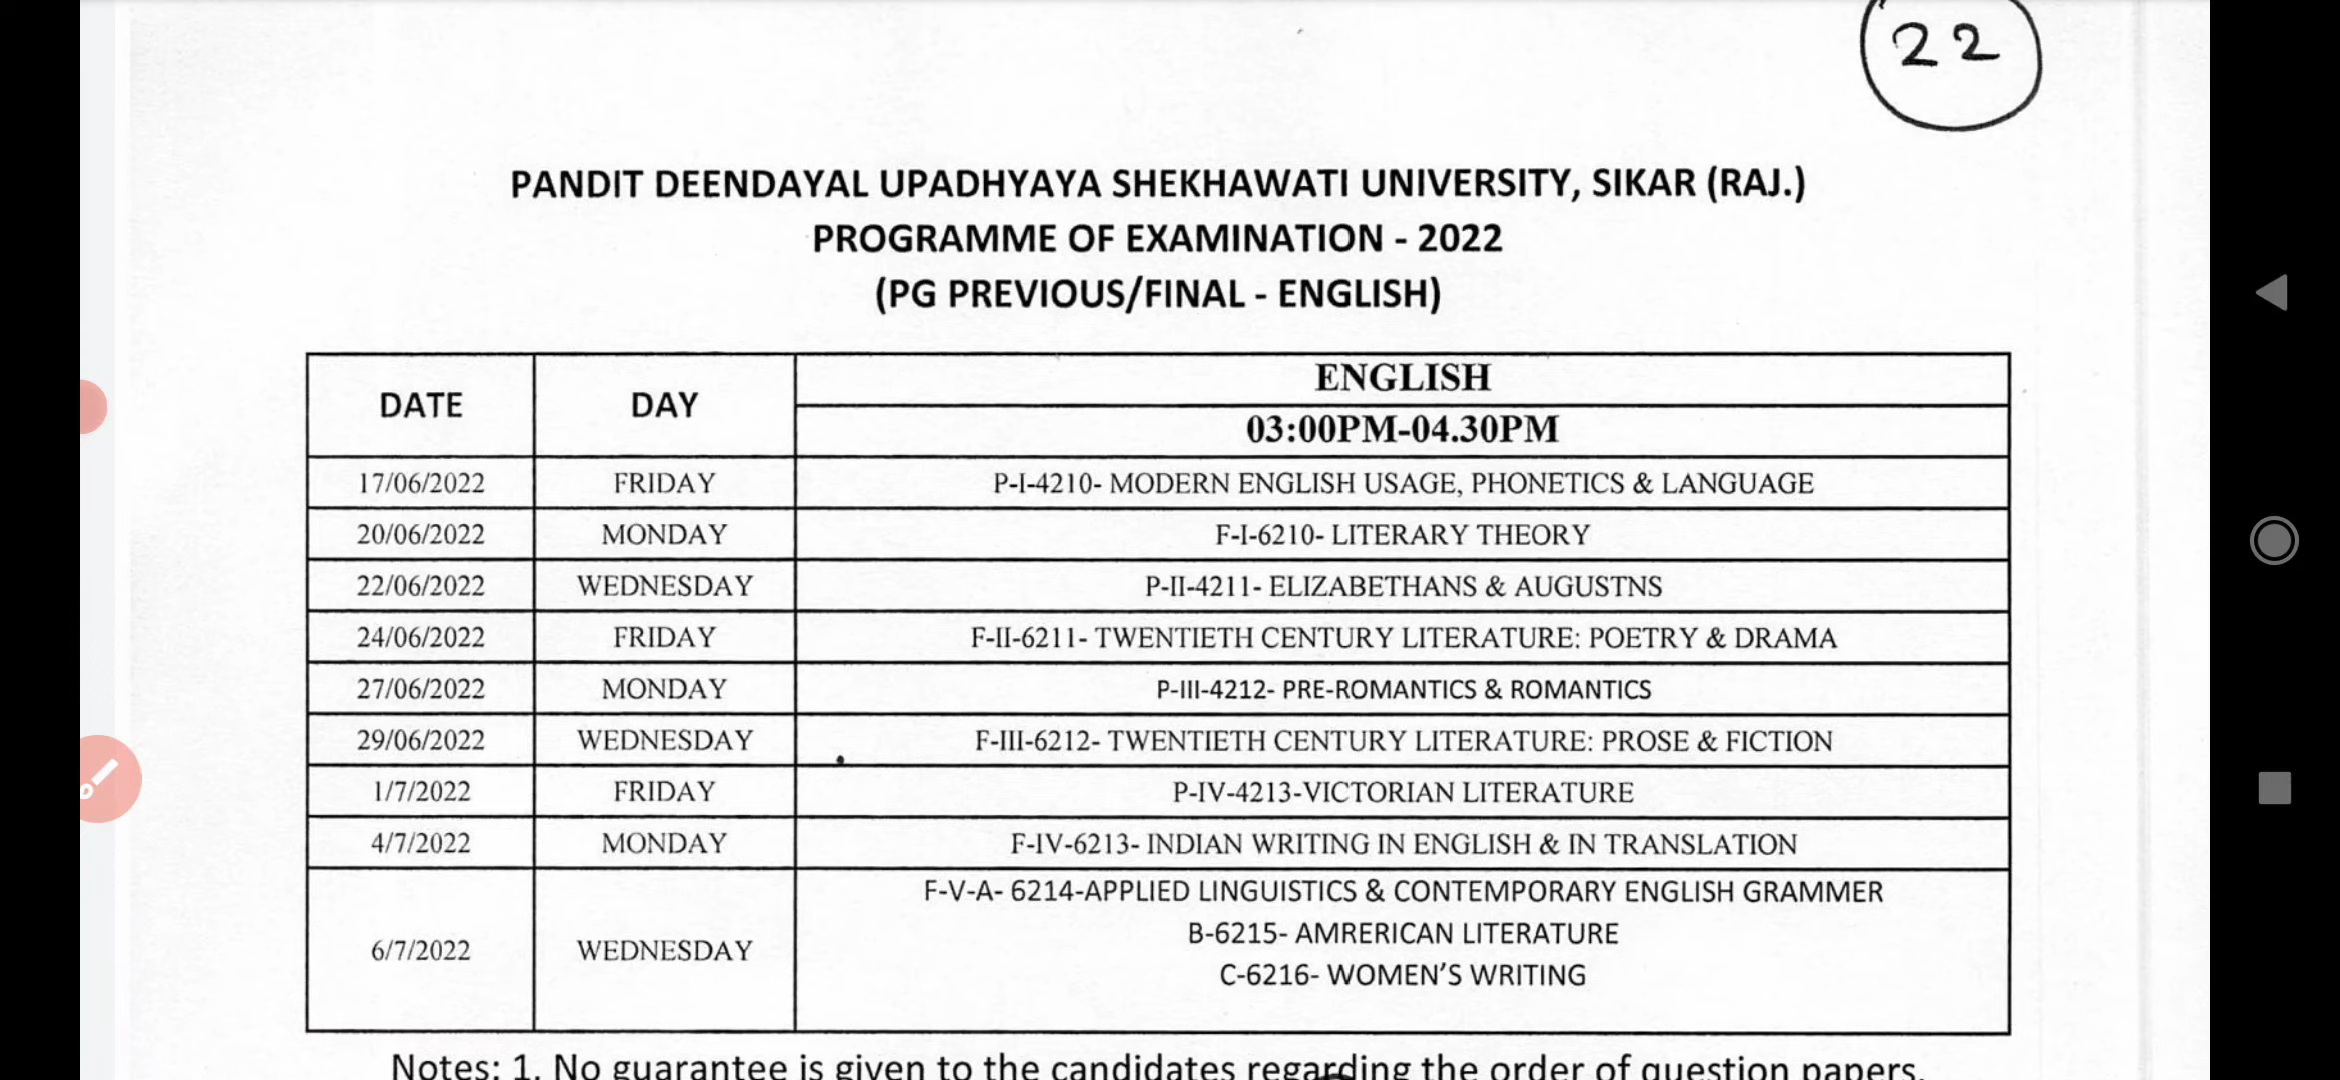 22
PANDIT DEENDAYAL UPADHYAYA SHEKHAWATI UNIVERSITY, SIKAR (RAJ.)
PROGRAMME OF EXAMINATION - 2022
(PG PREVIOUS/FINAL - ENGLISH)
DATE DAY ENGLISH
03:00PM-04.30PM
17/06/2022 FRIDAY P-I-4210- MODERN ENGLISH USAGE, PHONETICS & LANGUAGE
20/06/2022 MONDAY F-I-6210- LITERARY THEORY
22/06/2022 WEDNESDAY P-II-4211- ELIZABETHANS & AUGUSTNS
24/06/2022 FRIDAY F-II-6211- TWENTIETH CENTURY LITERATURE: POETRY & DRAMA
27/06/2022 MONDAY P-III-4212- PRE-ROMANTICS & ROMANTICS
29/06/2022 WEDNESDAY F-III-6212- TWENTIETH CENTURY LITERATURE: PROSE & FICTION
1/7/2022 FRIDAY P-IV-4213-VICTORIAN LITERATURE
4/7/2022 MONDAY F-IV-6213- INDIAN WRITING IN ENGLISH & IN TRANSLATION
6/7/2022 WEDNESDAY F-V-A- 6214-APPLIED LINGUISTICS & CONTEMPORARY ENGLISH GRAMMER
B-6215- AMRERICAN LITERATURE
C-6216- WOMEN'S WRITING
Notes: 1. No guarantee is given to the candidates regarding the order of question papers.